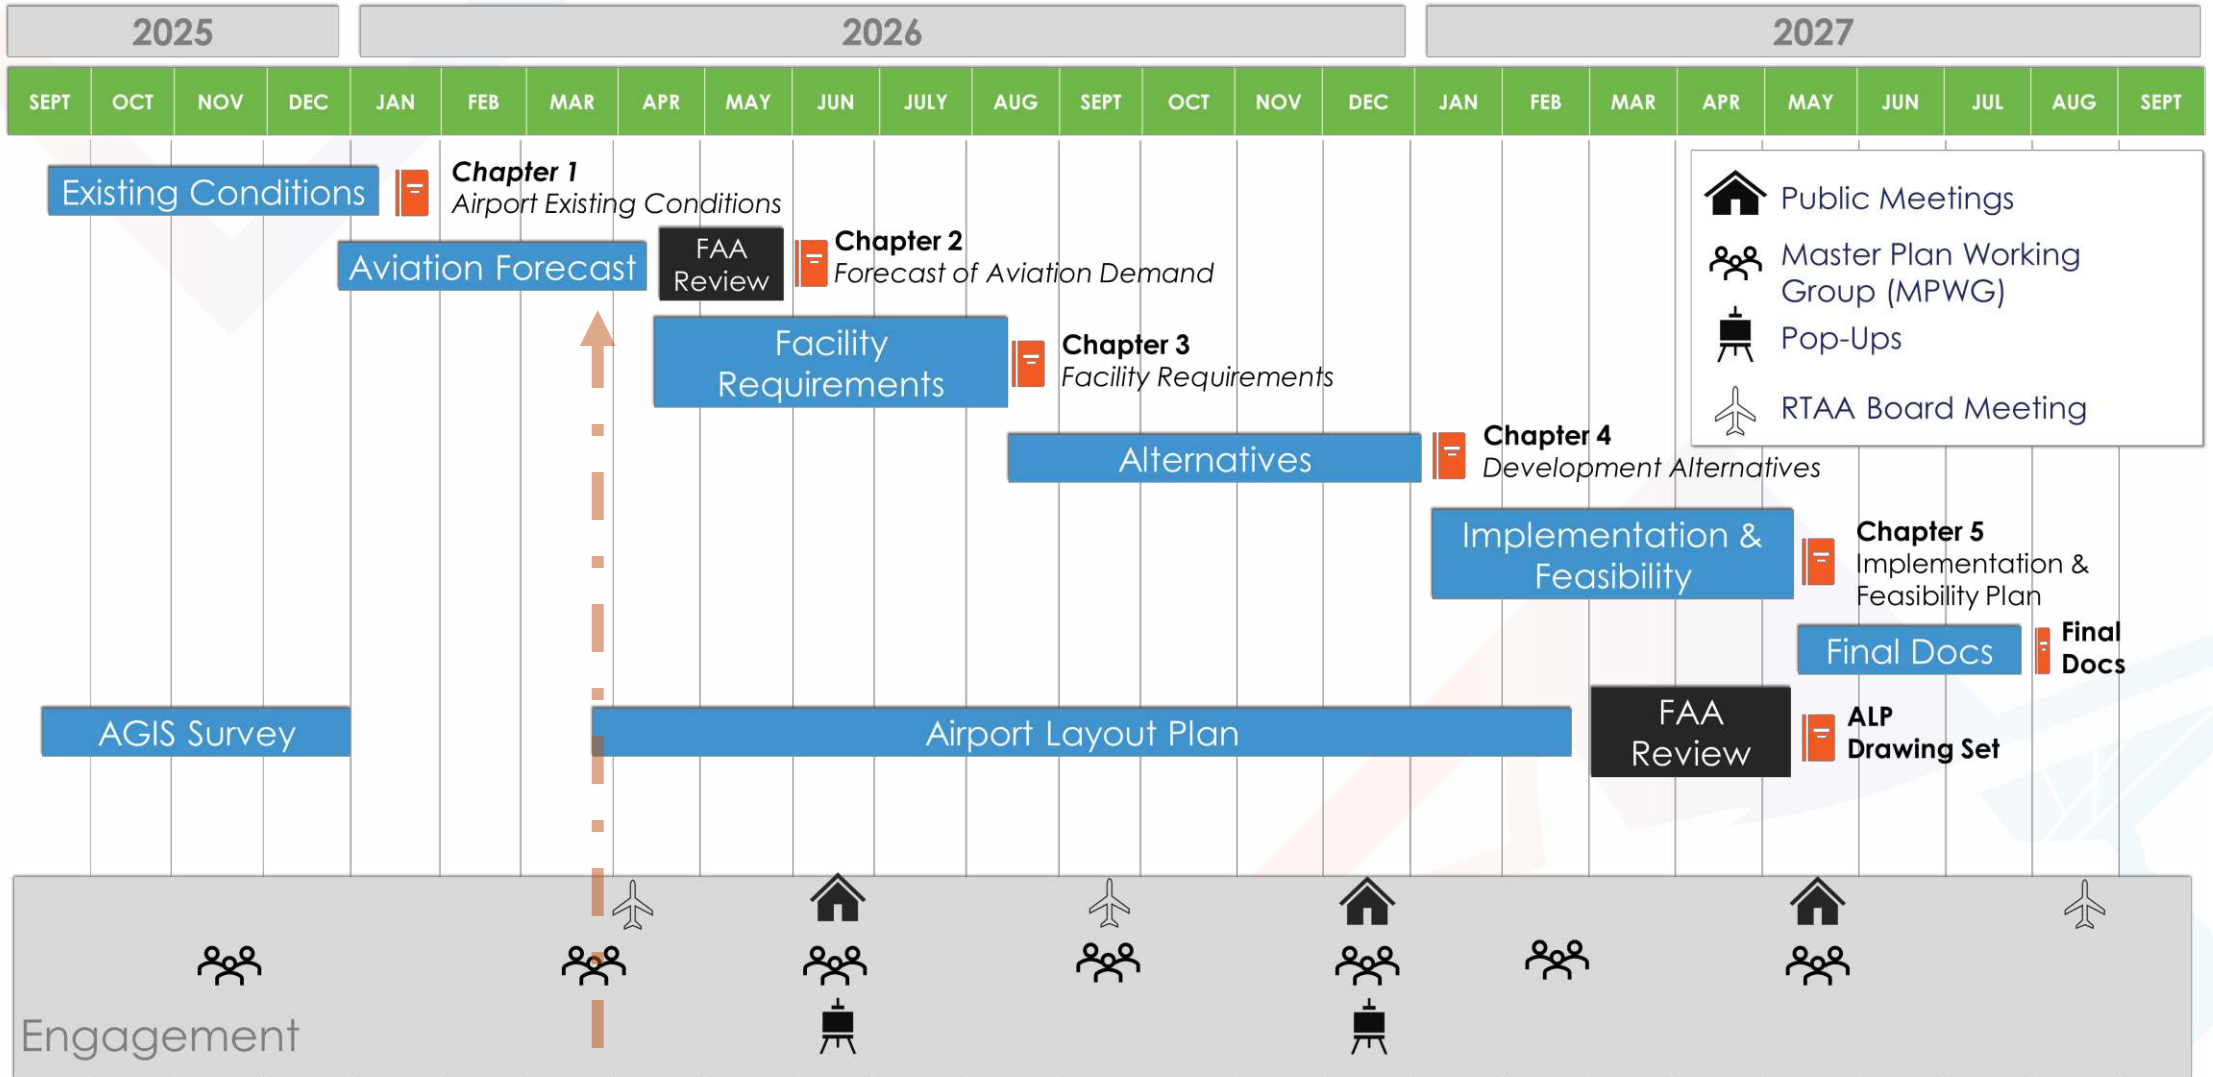 2025 2026 2027
SEPT OCT NOV DEC JAN FEB MAR APR MAY JUN JULY AUG SEPT OCT NOV DEC JAN FEB MAR APR MAY JUN JUL AUG SEPT
Existing Conditions
Chapter 1
Airport Existing Conditions
Aviation Forecast
FAA
Review
Chapter 2
Forecast of Aviation Demand
Facility
Requirements
Chapter 3
Facility Requirements
Alternatives
Chapter 4
Development Alternatives
Implementation &
Feasibility
Chapter 5
Implementation &
Feasibility Plan
Final Docs
Final
Docs
AGIS Survey
Airport Layout Plan
FAA
Review
ALP
Drawing Set
Public Meetings
Master Plan Working
Group (MPWG)
Pop-Ups
RTAA Board Meeting
Engagement